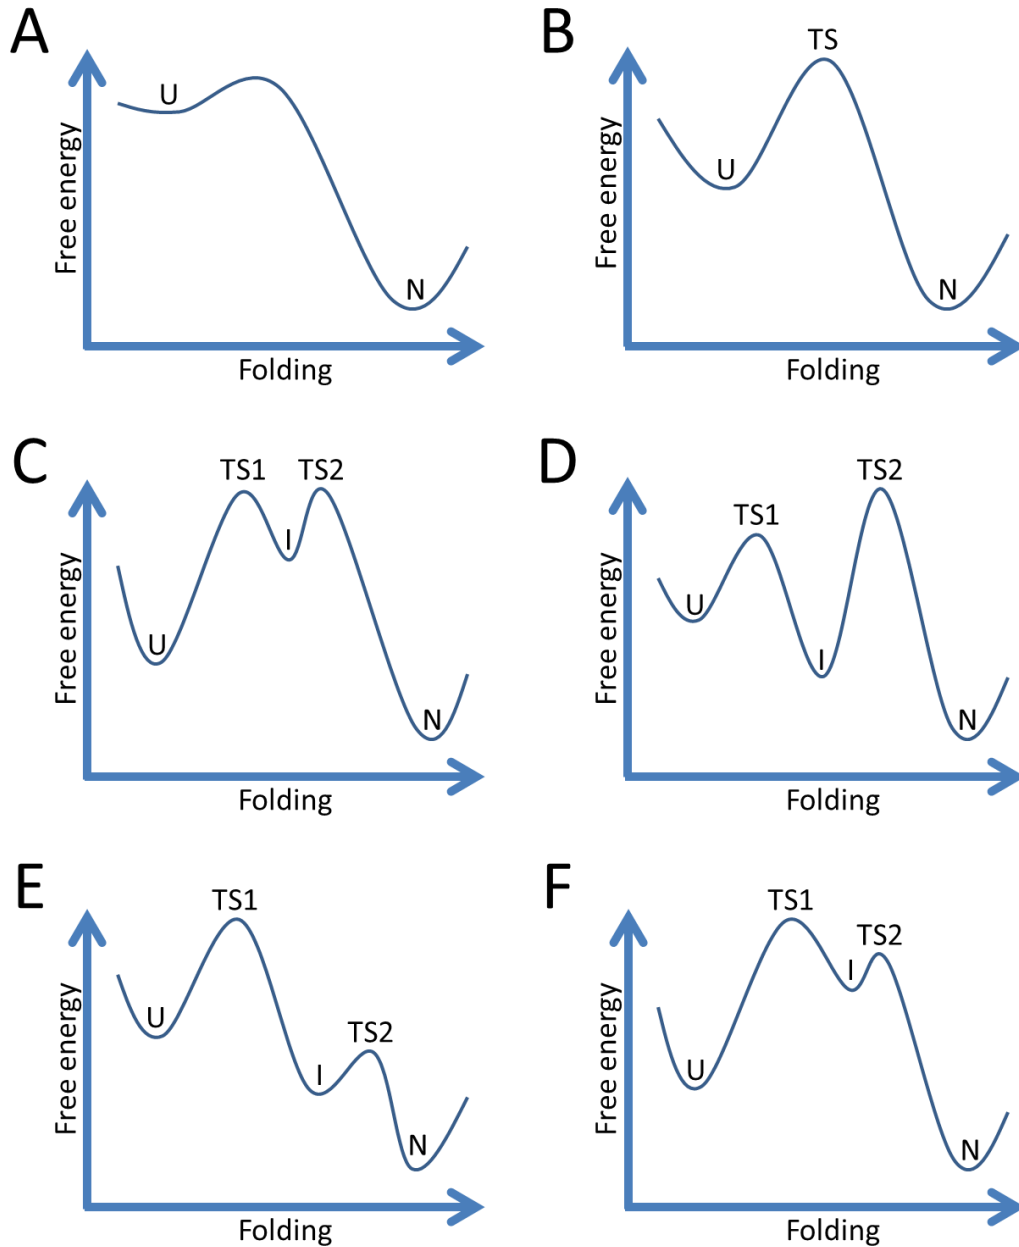 A
U
N
Free energy
Folding
B
TS
U
N
Free energy
Folding
C
TS1
TS2
I
U
N
Free energy
Folding
D
TS2
TS1
U
I
N
Free energy
Folding
E
TS1
U
TS2
I
N
Free energy
Folding
F
TS1
TS2
I
U
N
Free energy
Folding